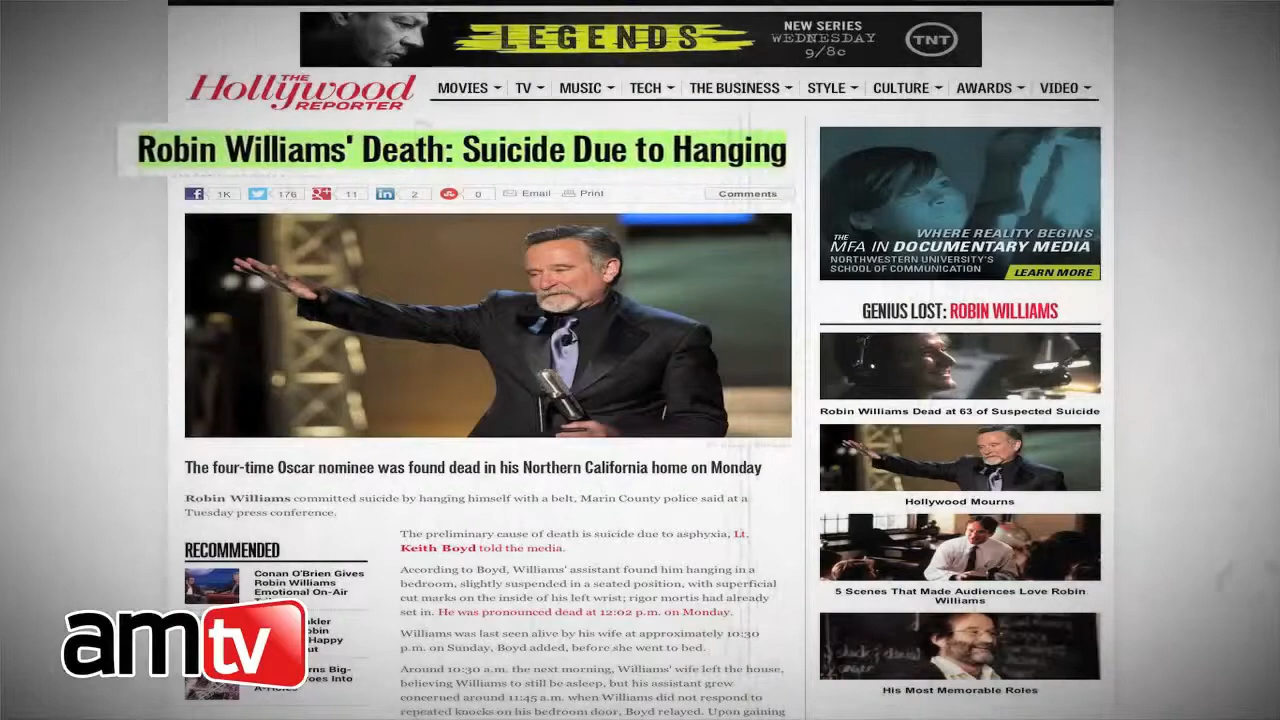 LEGENDS
NEW SERIES
WEDNESDAY
9/8c
TNT
THE
Hollywood
REPORTER
MOVIES TV MUSIC TECH THE BUSINESS STYLE CULTURE AWARDS VIDEO
Robin Williams' Death: Suicide Due to Hanging
1K 176 11 2 0 Email Print Comments
The four-time Oscar nominee was found dead in his Northern California home on Monday
Robin Williams committed suicide by hanging himself with a belt, Marin County police said at a
Tuesday press conference.
The preliminary cause of death is suicide due to asphyxia, Lt.
Keith Boyd told the media.
According to Boyd, Williams' assistant found him hanging in a
bedroom, slightly suspended in a seated position, with superficial
cut marks on the inside of his left wrist; rigor mortis had already
set in. He was pronounced dead at 12:02 p.m. on Monday.
Williams was last seen alive by his wife at approximately 10:30
p.m. on Sunday, Boyd added, before she went to bed.
Around 10:30 a.m. the next morning, Williams' wife left the house,
believing Williams to still be asleep, but his assistant grew
concerned around 11:45 a.m. when Williams did not respond to
repeated knocks on his bedroom door, Boyd relayed. Upon gaining
RECOMMENDED
Conan O'Brien Gives
Robin Williams
Emotional On-Air
amtv
WHERE REALITY BEGINS
THE
MFA IN DOCUMENTARY MEDIA
NORTHWESTERN UNIVERSITY'S
SCHOOL OF COMMUNICATION
LEARN MORE
GENIUS LOST: ROBIN WILLIAMS
Robin Williams Dead at 63 of Suspected Suicide
Hollywood Mourns
5 Scenes That Made Audiences Love Robin
Williams
His Most Memorable Roles